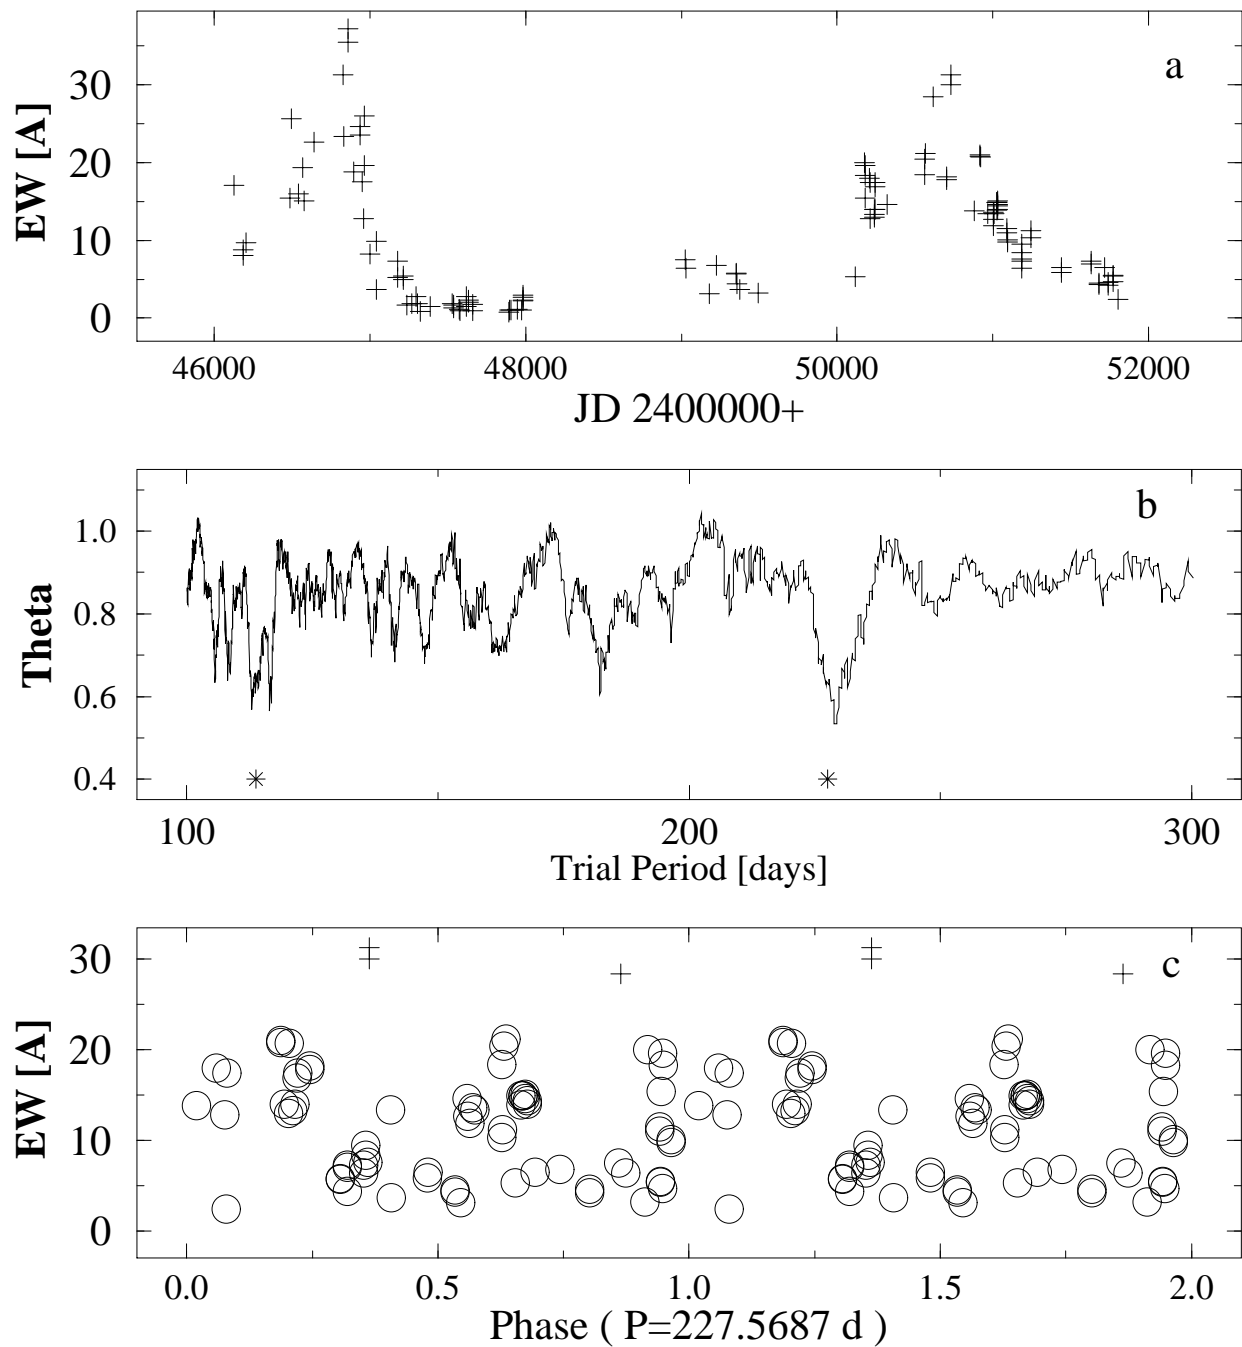 a
30
20
10
0
EW [A]
46000 48000 50000 52000
JD 2400000+
b
1.0
0.8
0.6
0.4
Theta
100 200 300
Trial Period [days]
c
30
20
10
0
EW [A]
0.0 0.5 1.0 1.5 2.0
Phase ( P=227.5687 d )